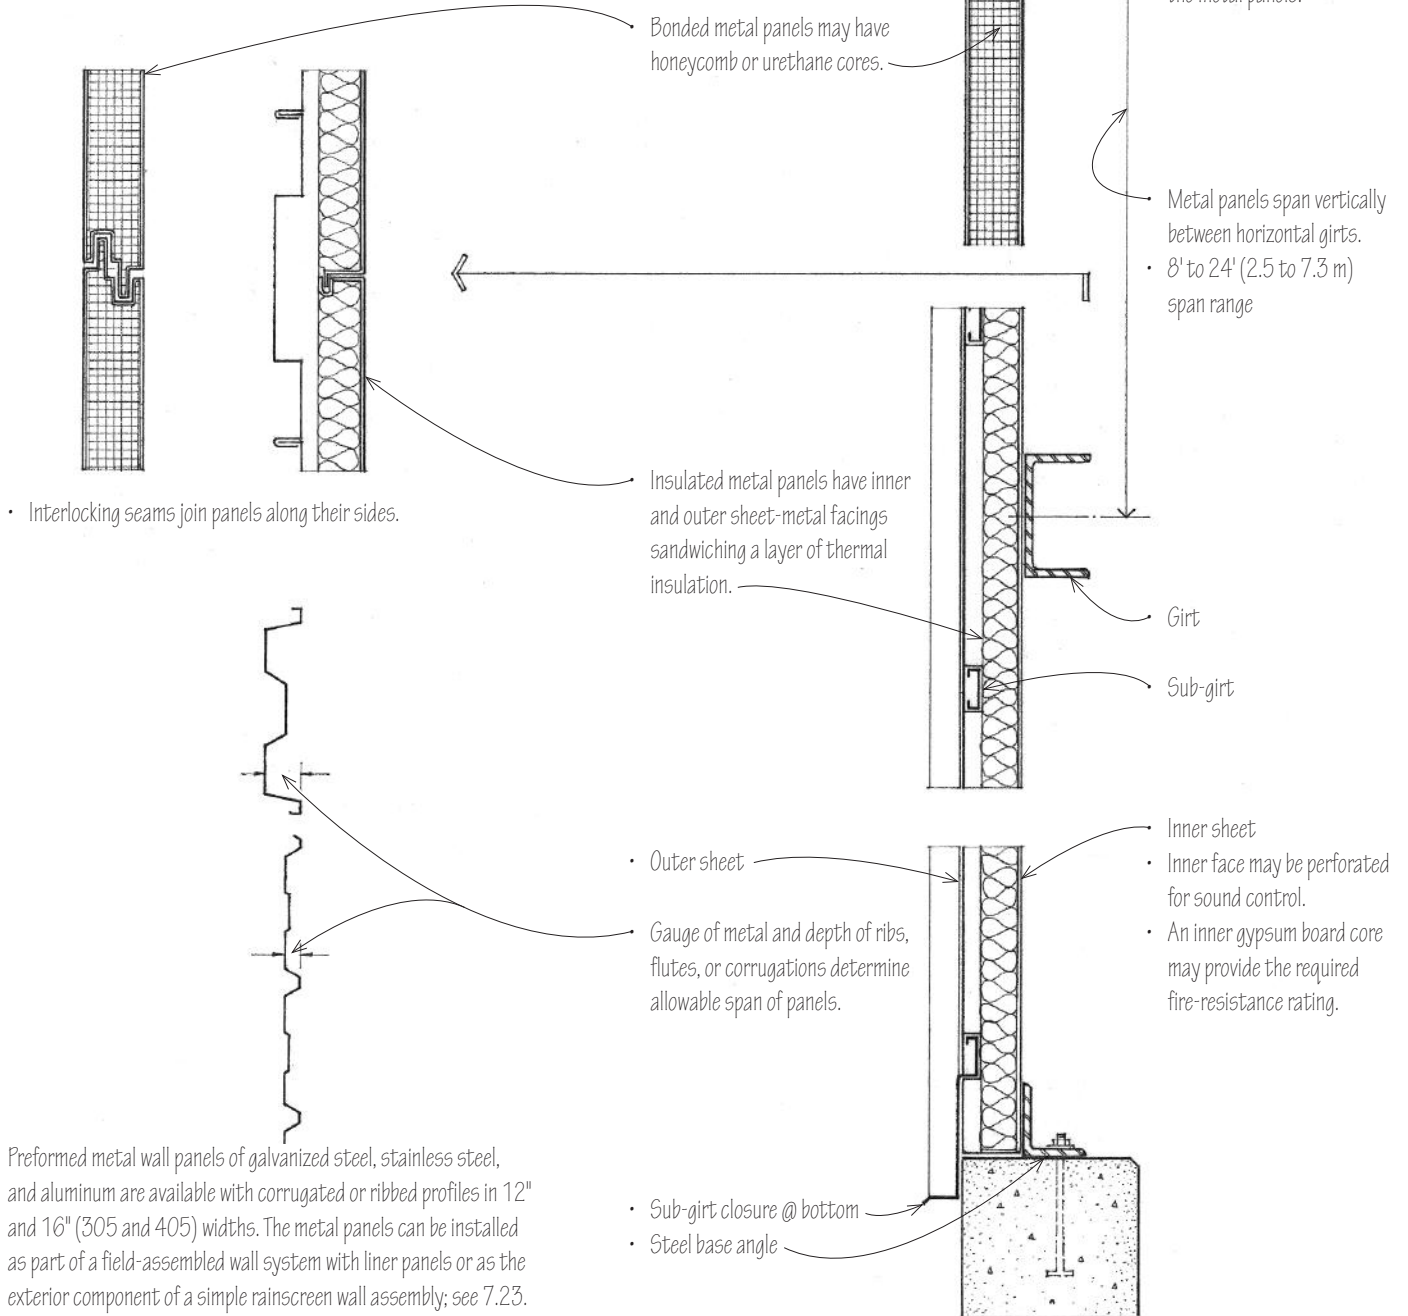 the metal panels.
Bonded metal panels may have
honeycomb or urethane cores.
Metal panels span vertically
between horizontal girts.
8' to 24' (2.5 to 7.3 m)
span range
Interlocking seams join panels along their sides.
Insulated metal panels have inner
and outer sheet-metal facings
sandwiching a layer of thermal
insulation.
Girt
Sub-girt
Outer sheet
Gauge of metal and depth of ribs,
flutes, or corrugations determine
allowable span of panels.
Inner sheet
Inner face may be perforated
for sound control.
An inner gypsum board core
may provide the required
fire-resistance rating.
Preformed metal wall panels of galvanized steel, stainless steel,
and aluminum are available with corrugated or ribbed profiles in 12"
and 16" (305 and 405) widths. The metal panels can be installed
as part of a field-assembled wall system with liner panels or as the
exterior component of a simple rainscreen wall assembly; see 7.23.
Sub-girt closure @ bottom
Steel base angle